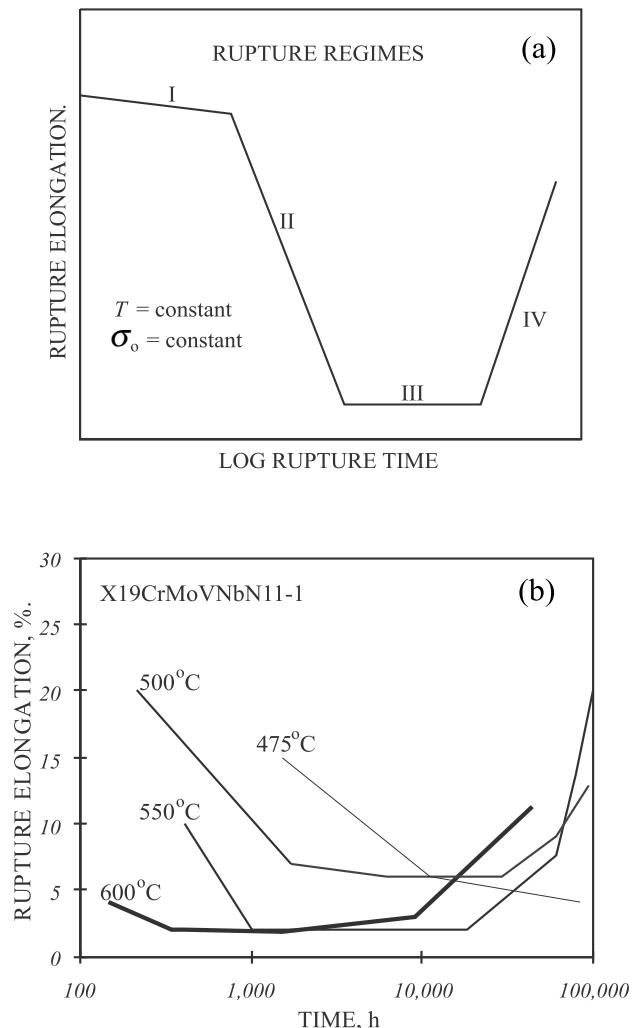 RUPTURE REGIMES
(a)
I
II
III
IV
T = constant
σo = constant
RUPTURE ELONGATION.
LOG RUPTURE TIME
X19CrMoVNbN11-1
(b)
30
25
20
15
10
5
0
500°C
475°C
550°C
600°C
RUPTURE ELONGATION, %.
100
1,000
10,000
100,000
TIME, h